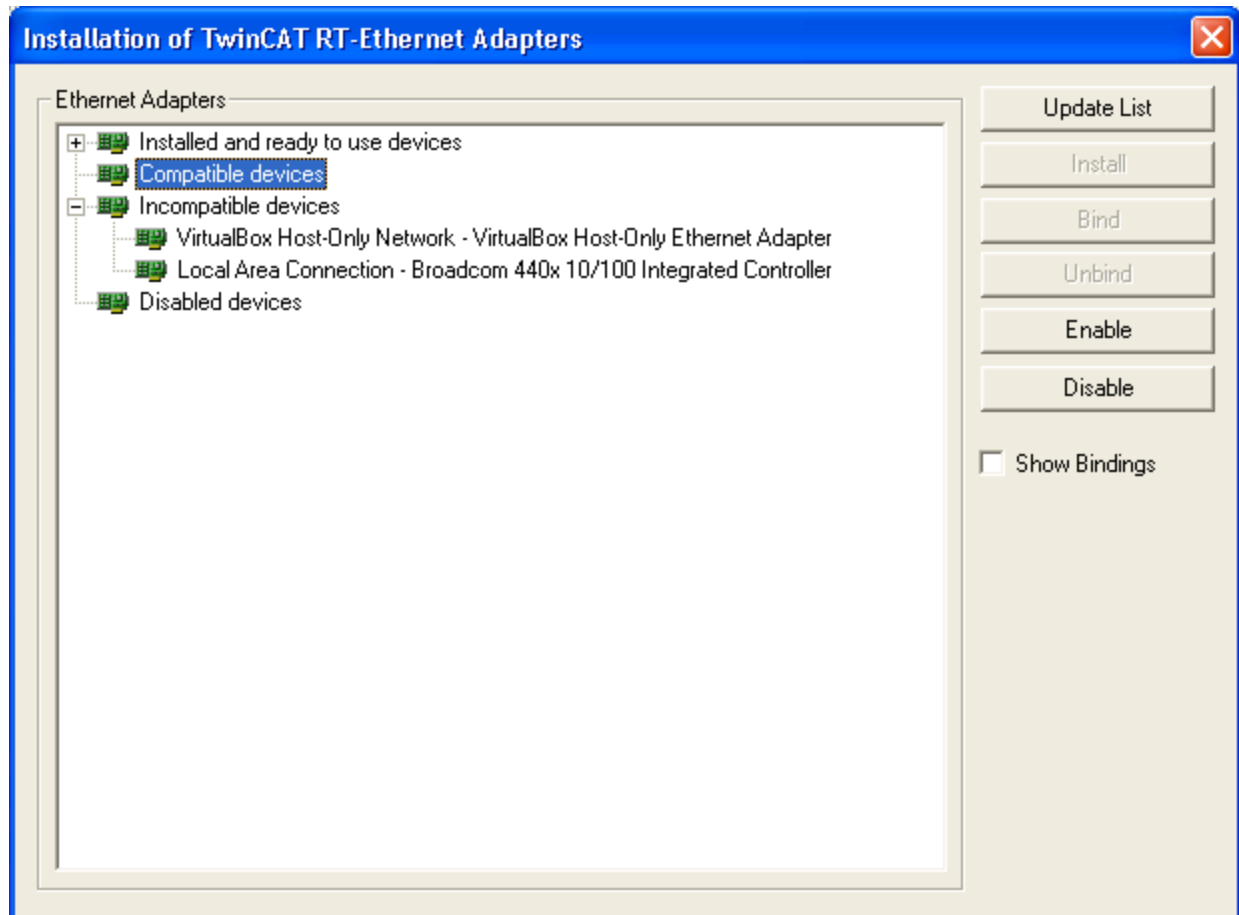 Installation of TwinCAT RT-Ethernet Adapters
Ethernet Adapters
Installed and ready to use devices
Compatible devices
Incompatible devices
VirtualBox Host-Only Network - VirtualBox Host-Only Ethernet Adapter
Local Area Connection - Broadcom 440x 10/100 Integrated Controller
Disabled devices
Update List
Install
Bind
Unbind
Enable
Disable
Show Bindings